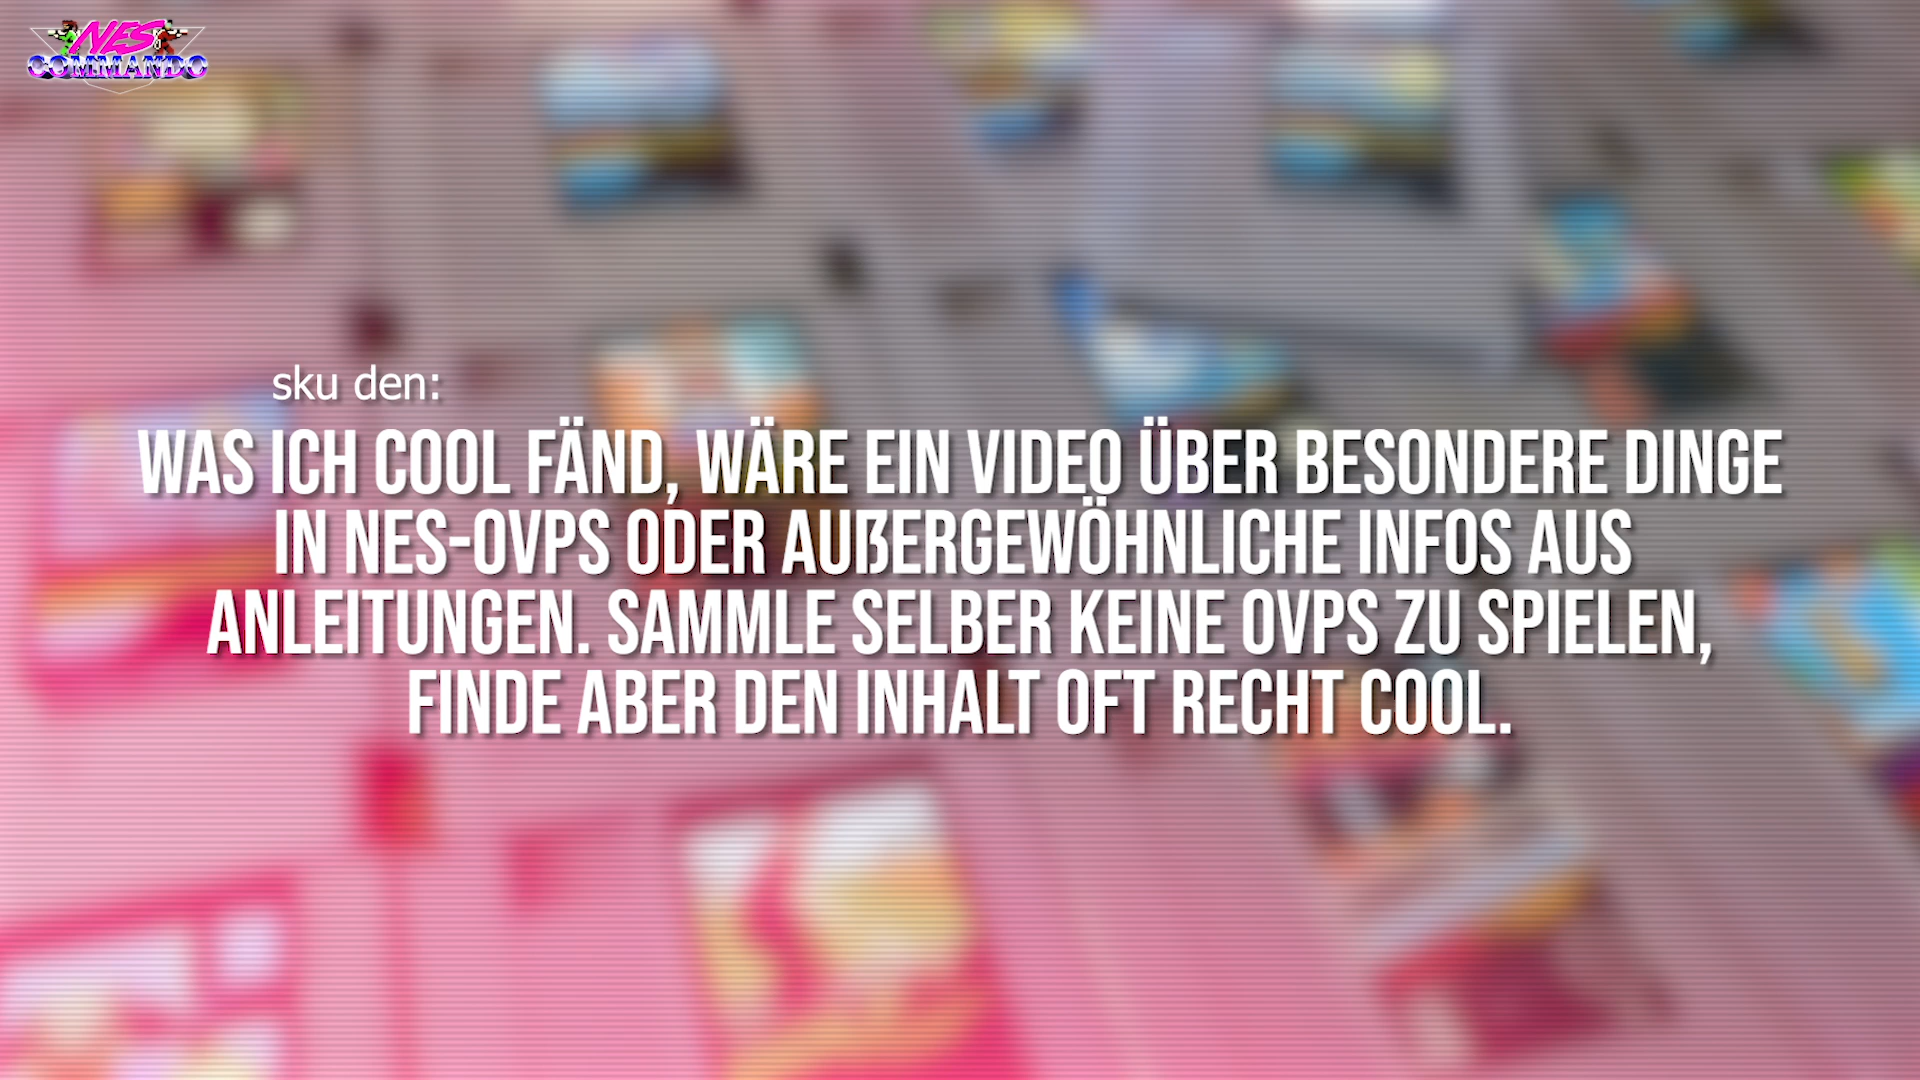 NES
COMMANDO
sku den:
WAS ICH COOL FÄND, WÄRE EIN VIDEO ÜBER BESONDERE DINGE
IN NES-OVPS ODER AUßERGEWÖHNLICHE INFOS AUS
ANLEITUNGEN. SAMMLE SELBER KEINE OVPS ZU SPIELEN,
FINDE ABER DEN INHALT OFT RECHT COOL.